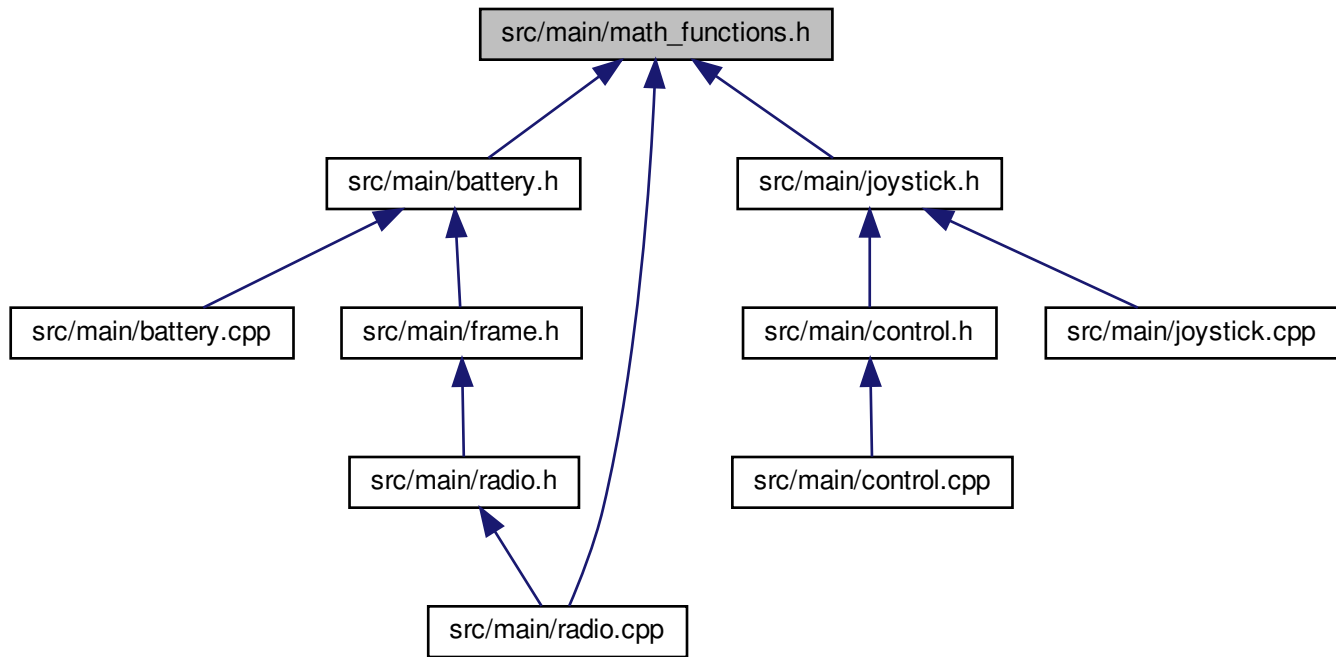 src/main/math_functions.h
src/main/battery.h
src/main/joystick.h
src/main/battery.cpp
src/main/frame.h
src/main/control.h
src/main/joystick.cpp
src/main/radio.h
src/main/control.cpp
src/main/radio.cpp